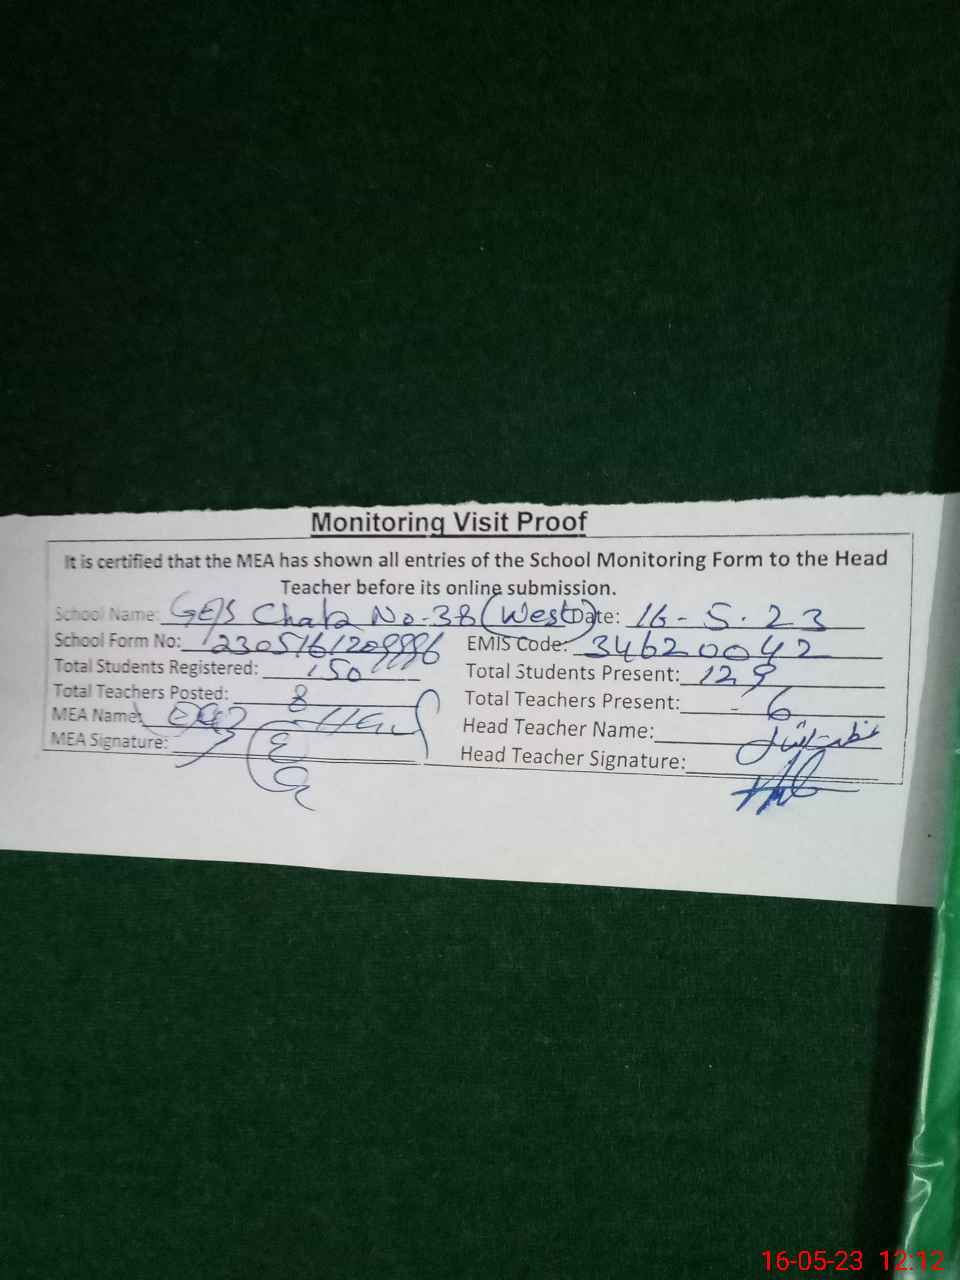 Monitoring Visit Proof
It is certified that the MEA has shown all entries of the School Monitoring Form to the Head
Teacher before its online submission.
School Name: GE/S Chak No-38 (West) Date: 16-5-23
School Form No: EMIS Code: 34620042
Total Students Registered: 150 Total Students Present: 129
Total Teachers Posted: 8 Total Teachers Present: - 6
MEA Name: Head Teacher Name:
MEA Signature: Head Teacher Signature:
16-05-23 12:12